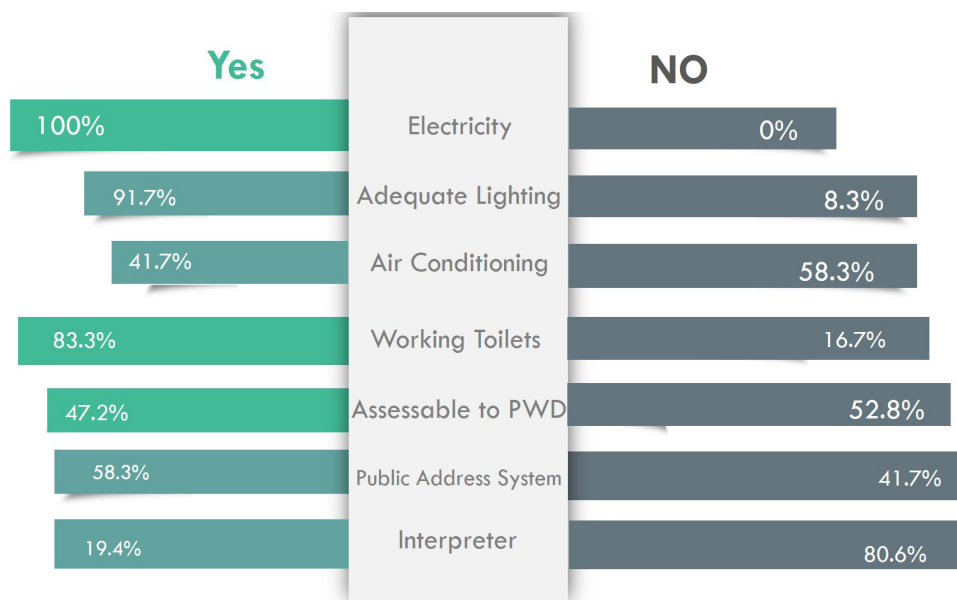 Yes
NO
100%
Electricity
0%
91.7%
Adequate Lighting
8.3%
41.7%
Air Conditioning
58.3%
83.3%
Working Toilets
16.7%
47.2%
Assessable to PWD
52.8%
58.3%
Public Address System
41.7%
19.4%
Interpreter
80.6%